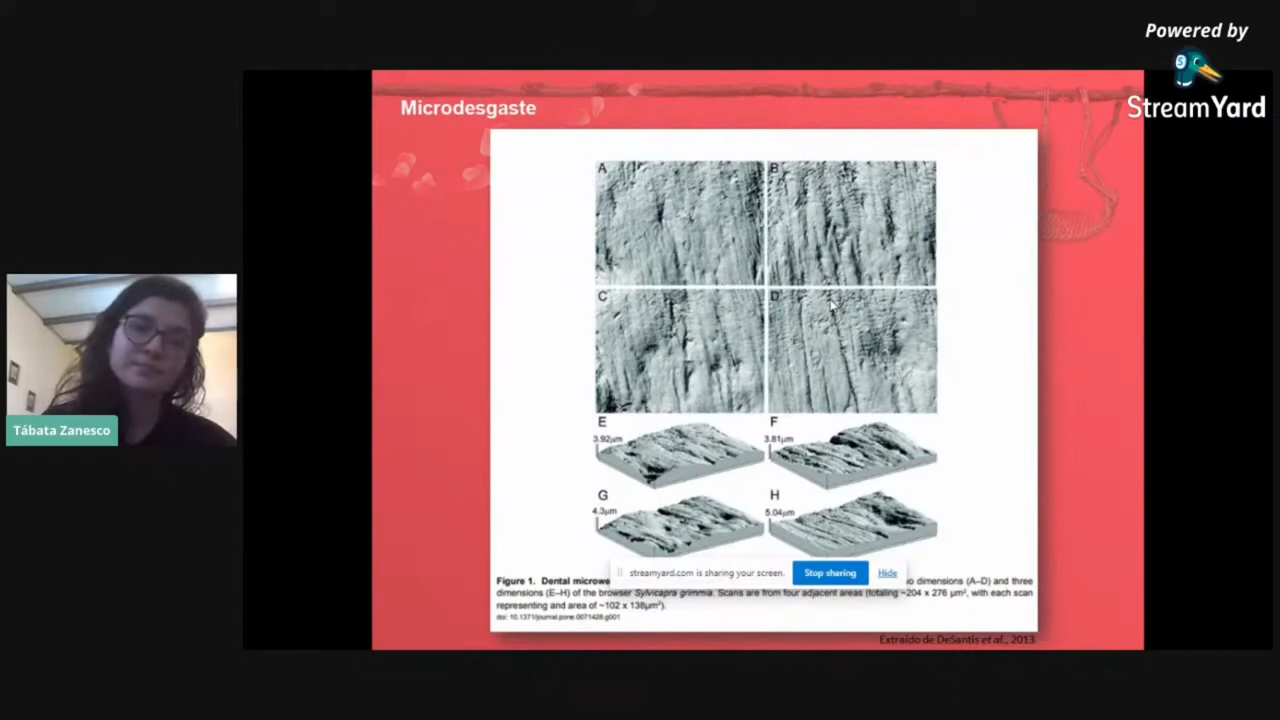 Powered by
StreamYard
Microdesgaste
A
B
C
D
E
3.92µm
F
3.81µm
G
4.3µm
H
5.04µm
streamyard.com is sharing your screen.
Stop sharing
Hide
Figure 1. Dental microwe
no dimensions (A–D) and three
dimensions (E–H) of the browser Sylvicapra grimmia. Scans are from four adjacent areas (totaling ~204 x 276 µm², with each scan
representing and area of ~102 x 138µm²).
doi: 10.1371/journal.pone.0071428.g001
Extraído de DeSantis et al., 2013.
Tábata Zanesco